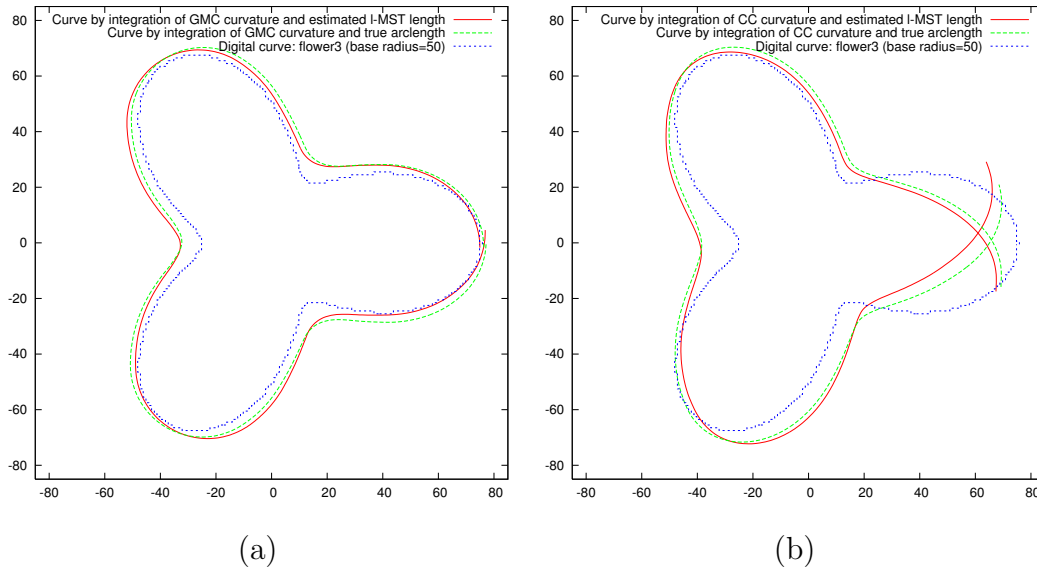 Curve by integration of GMC curvature and estimated l-MST length
Curve by integration of GMC curvature and true arclength
Digital curve: flower3 (base radius=50)
80
60
40
20
0
-20
-40
-60
-80
-80 -60 -40 -20 0 20 40 60 80
(a)
Curve by integration of CC curvature and estimated l-MST length
Curve by integration of CC curvature and true arclength
Digital curve: flower3 (base radius=50)
80
60
40
20
0
-20
-40
-60
-80
-80 -60 -40 -20 0 20 40 60 80
(b)